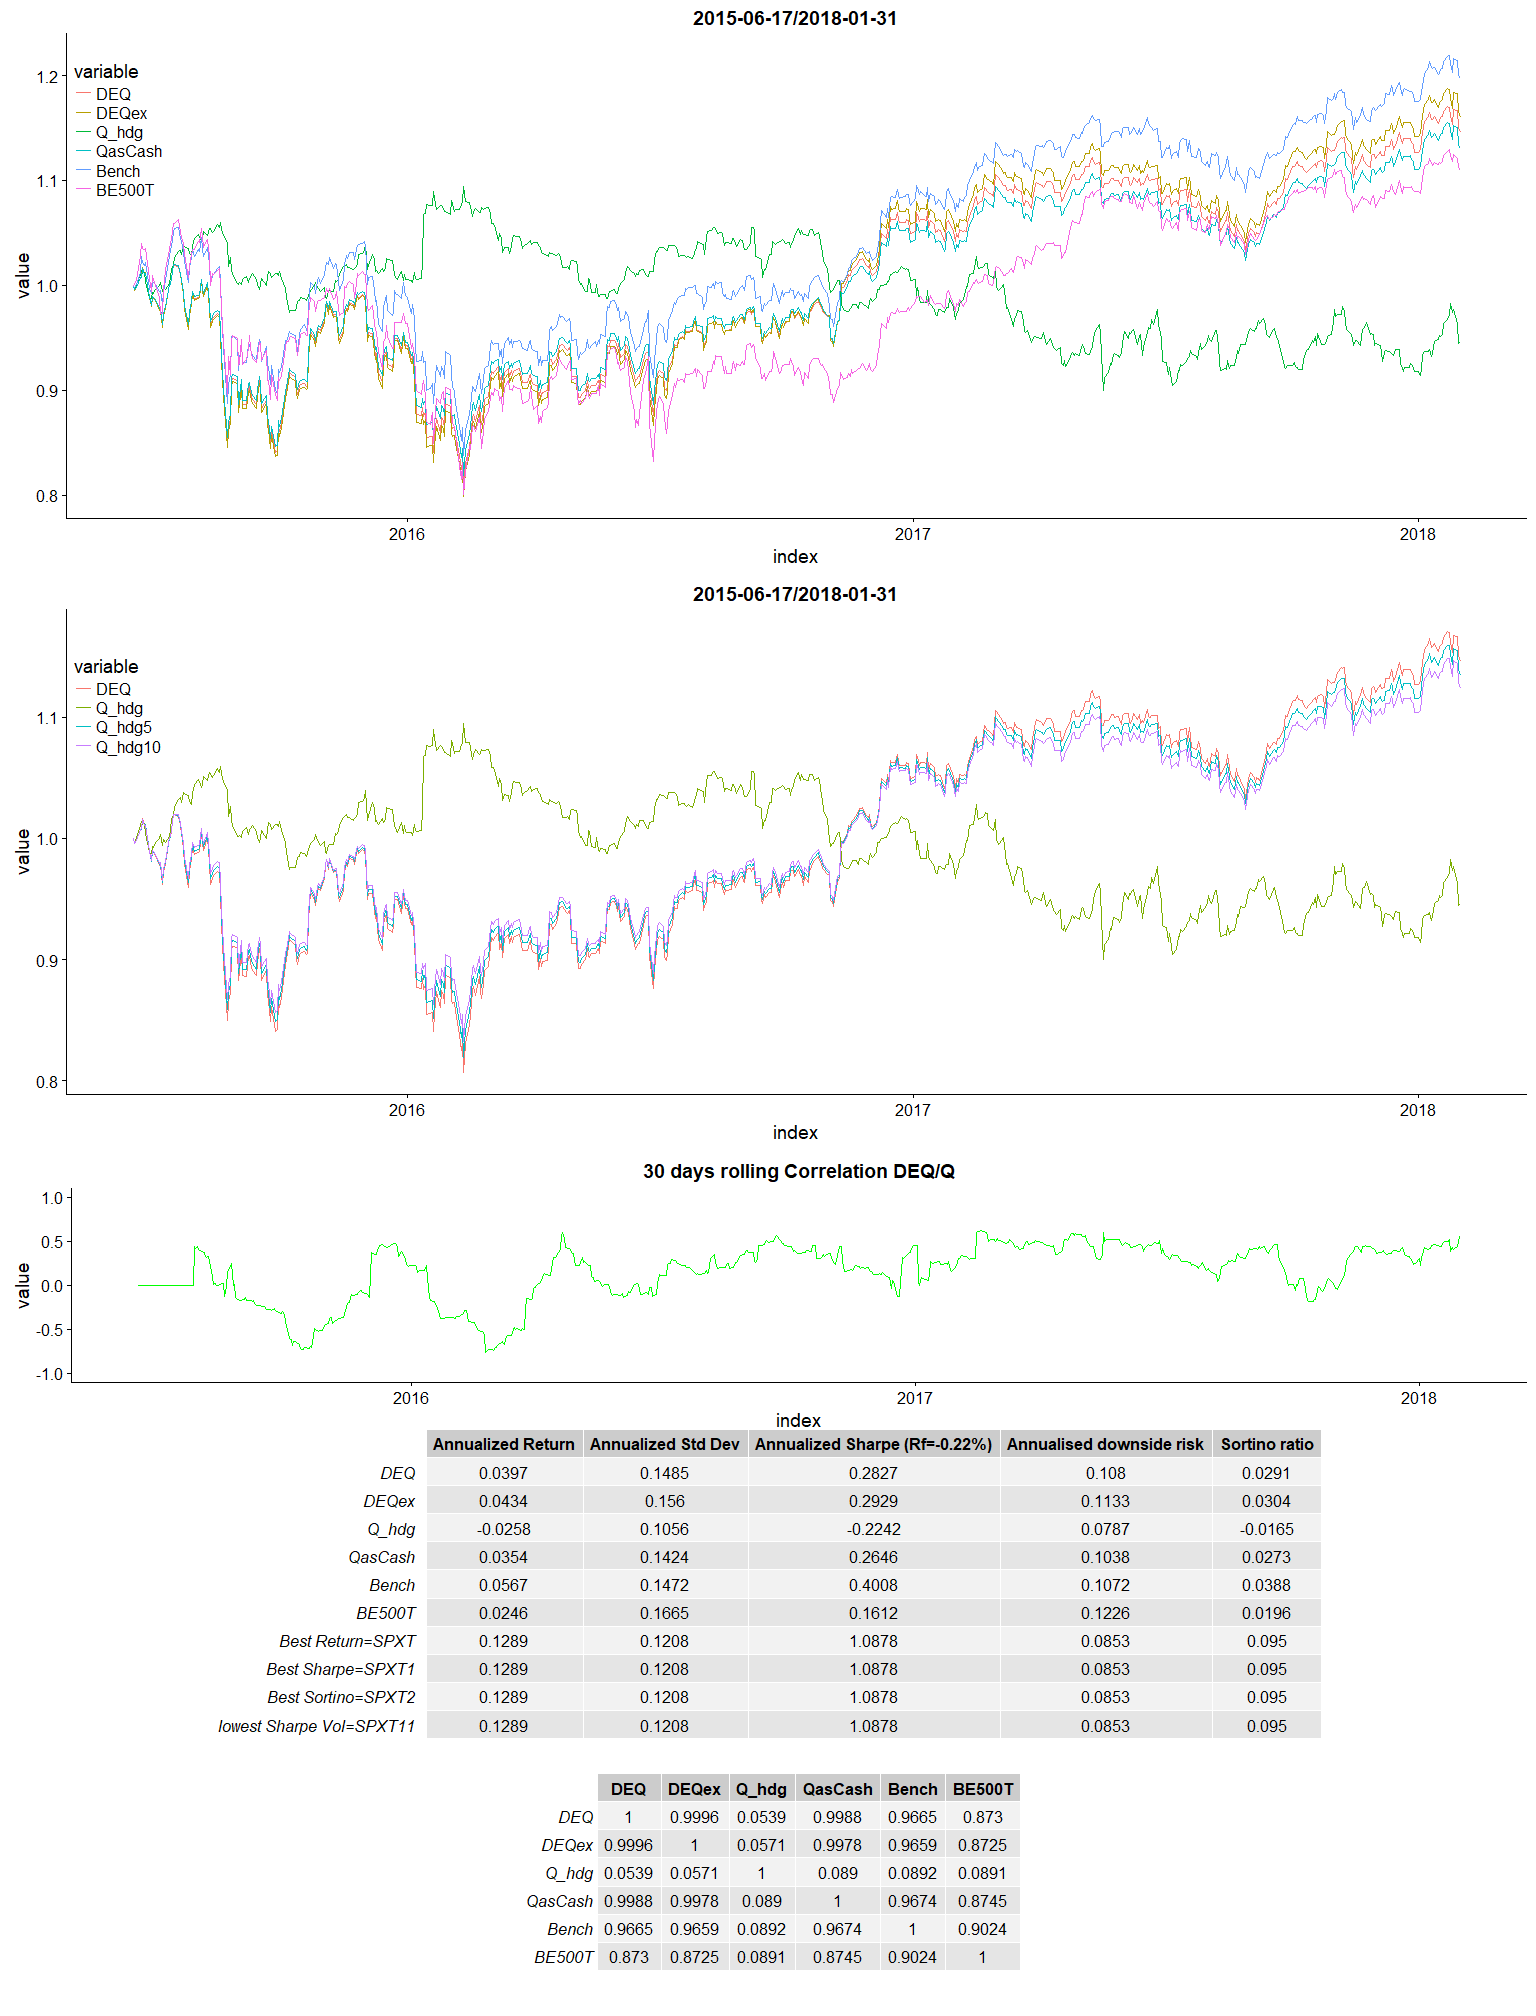 2015-06-17/2018-01-31
variable
DEQ
DEQex
Q_hdg
QasCash
Bench
BE500T
value
1.2
1.1
1.0
0.9
0.8
2016 2017 2018
index
2015-06-17/2018-01-31
variable
DEQ
Q_hdg
Q_hdg5
Q_hdg10
value
1.1
1.0
0.9
0.8
2016 2017 2018
index
30 days rolling Correlation DEQ/Q
value
1.0
0.5
0.0
-0.5
-1.0
2016 2017 2018
index
Annualized Return Annualized Std Dev Annualized Sharpe (Rf=-0.22%) Annualised downside risk Sortino ratio
DEQ 0.0397 0.1485 0.2827 0.108 0.0291
DEQex 0.0434 0.156 0.2929 0.1133 0.0304
Q_hdg -0.0258 0.1056 -0.2242 0.0787 -0.0165
QasCash 0.0354 0.1424 0.2646 0.1038 0.0273
Bench 0.0567 0.1472 0.4008 0.1072 0.0388
BE500T 0.0246 0.1665 0.1612 0.1226 0.0196
Best Return=SPXT 0.1289 0.1208 1.0878 0.0853 0.095
Best Sharpe=SPXT1 0.1289 0.1208 1.0878 0.0853 0.095
Best Sortino=SPXT2 0.1289 0.1208 1.0878 0.0853 0.095
lowest Sharpe Vol=SPXT11 0.1289 0.1208 1.0878 0.0853 0.095
DEQ DEQex Q_hdg QasCash Bench BE500T
DEQ 1 0.9996 0.0539 0.9988 0.9665 0.873
DEQex 0.9996 1 0.0571 0.9978 0.9659 0.8725
Q_hdg 0.0539 0.0571 1 0.089 0.0892 0.0891
QasCash 0.9988 0.9978 0.089 1 0.9674 0.8745
Bench 0.9665 0.9659 0.0892 0.9674 1 0.9024
BE500T 0.873 0.8725 0.0891 0.8745 0.9024 1